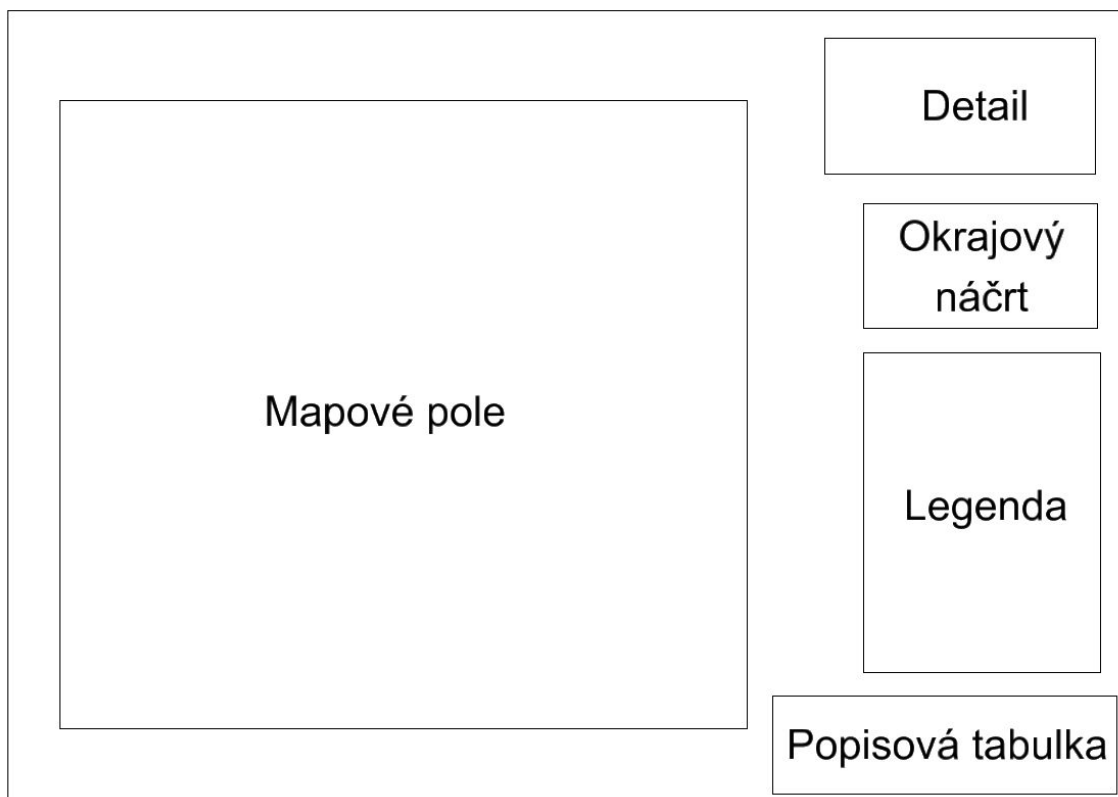 Detail
Okrajový
náčrt
Mapové pole
Legenda
Popisová tabulka